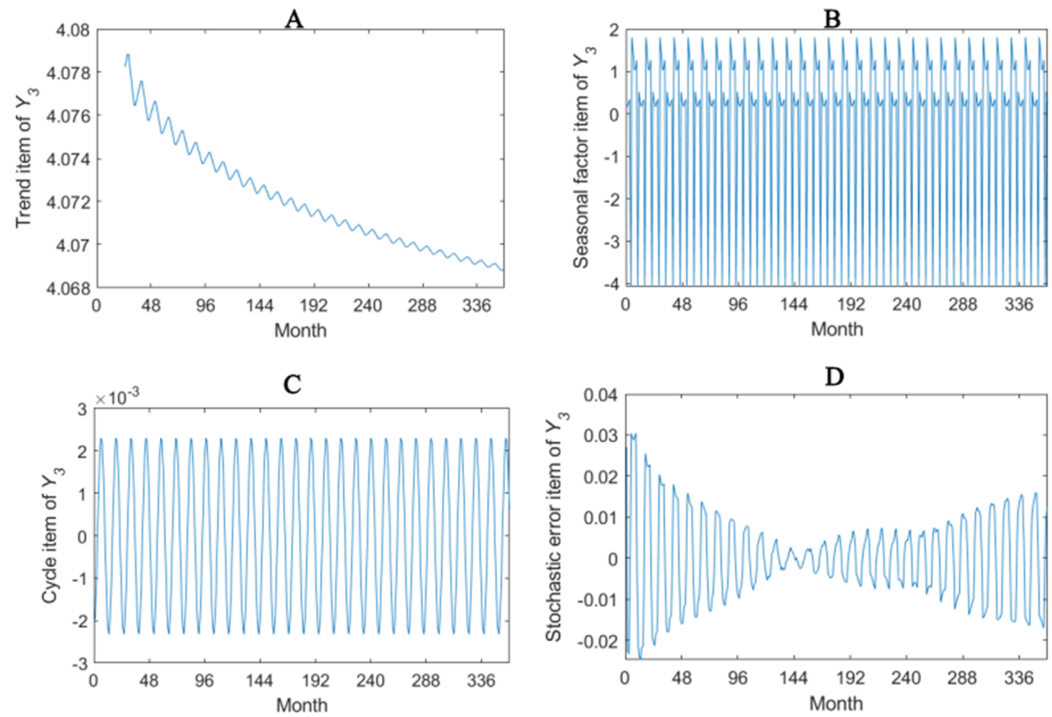 A
4.08
4.078
4.076
4.074
4.072
4.07
4.068
Trend item of Y3
0 48 96 144 192 240 288 336
Month
B
2
1
0
-1
-2
-3
-4
Seasonal factor item of Y3
0 48 96 144 192 240 288 336
Month
C
×10-3
3
2
1
0
-1
-2
-3
Cycle item of Y3
0 48 96 144 192 240 288 336
Month
D
0.04
0.03
0.02
0.01
0
-0.01
-0.02
Stochastic error item of Y3
0 48 96 144 192 240 288 336
Month